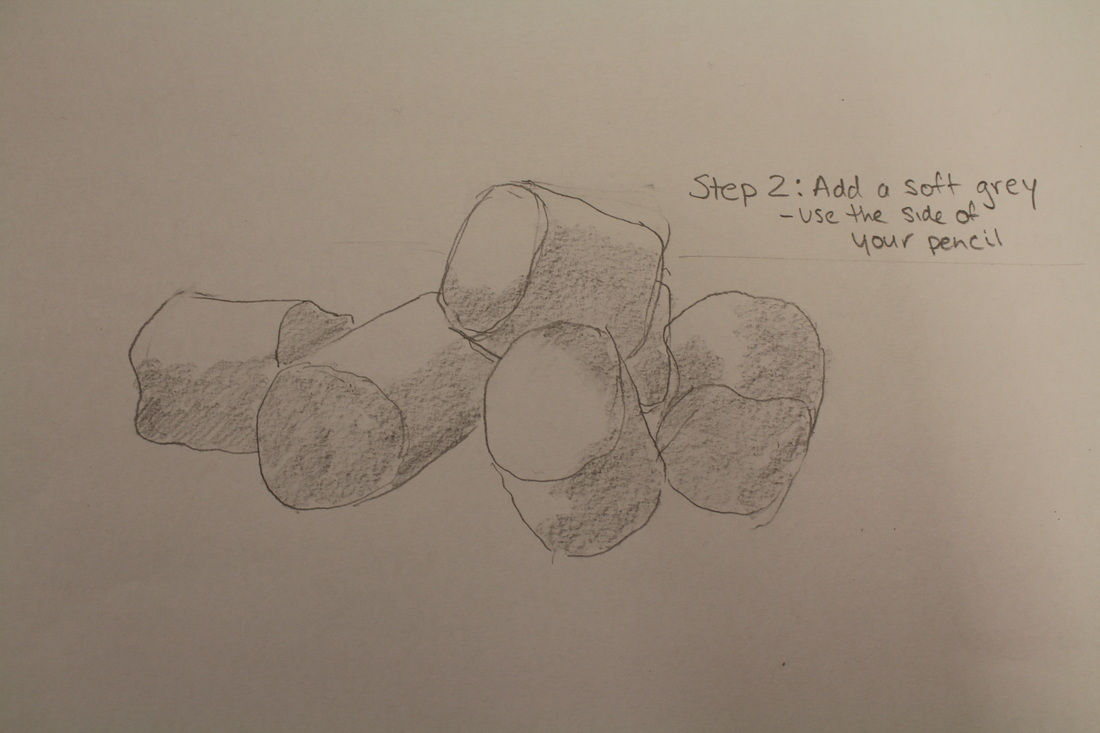 Step 2: Add a soft grey
- use the side of
your pencil